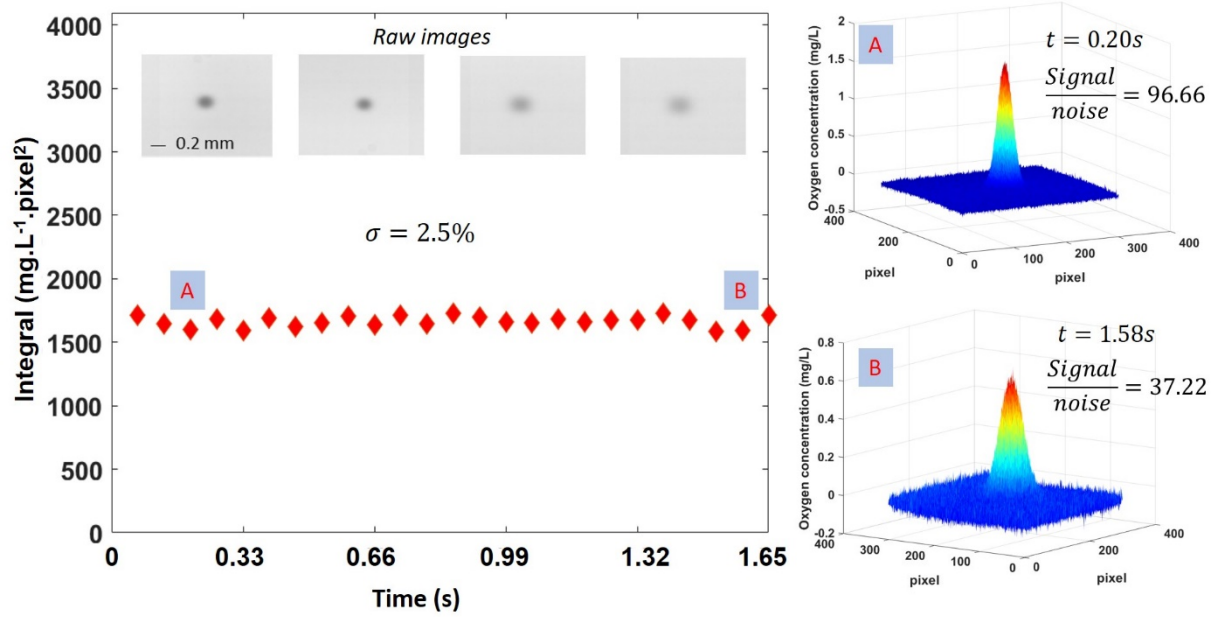 4000
3500
3000
2500
2000
1500
1000
500
0
Integral (mg.L⁻¹.pixel²)
Raw images
0.2 mm
σ = 2.5%
A
B
0 0.33 0.66 0.99 1.32 1.65
Time (s)
A
t = 0.20s
Signal
noise
= 96.66
Oxygen concentration (mg/L)
2
1.5
1
0.5
0
-0.5
400
200
0
pixel
0
100
200
300
400
pixel
B
t = 1.58s
Signal
noise
= 37.22
Oxygen concentration (mg/L)
0.8
0.6
0.4
0.2
0
-0.2
400
300
200
100
0
pixel
0
200
400
pixel